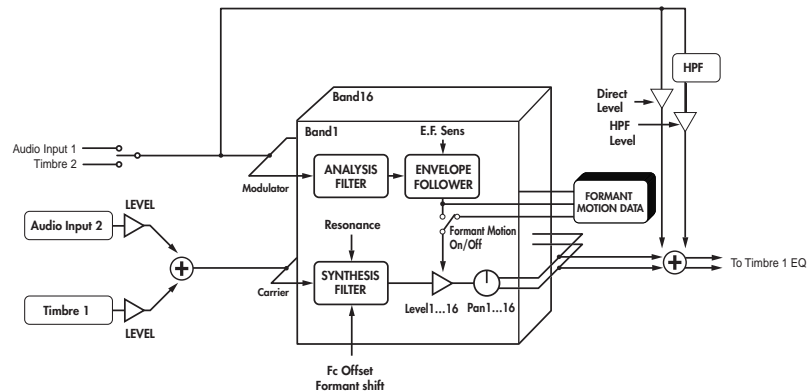 HPF
Band16
Direct
Level
HPF
Level
Band1
E.F. Sens
Audio Input 1
Timbre 2
ANALYSIS
FILTER
ENVELOPE
FOLLOWER
Modulator
FORMANT
MOTION DATA
LEVEL
Audio Input 2
Resonance
Formant Motion
On/Off
To Timbre 1 EQ
SYNTHESIS
FILTER
Carrier
Timbre 1
Level1...16
Pan1...16
LEVEL
Fc Offset
Formant shift